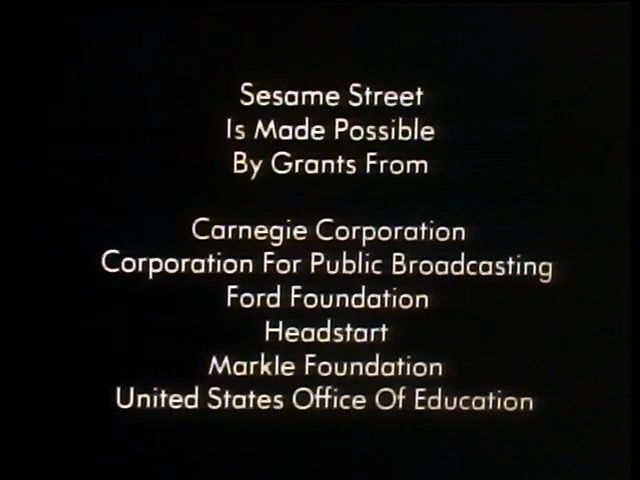 Sesame Street
Is Made Possible
By Grants From
Carnegie Corporation
Corporation For Public Broadcasting
Ford Foundation
Headstart
Markle Foundation
United States Office Of Education